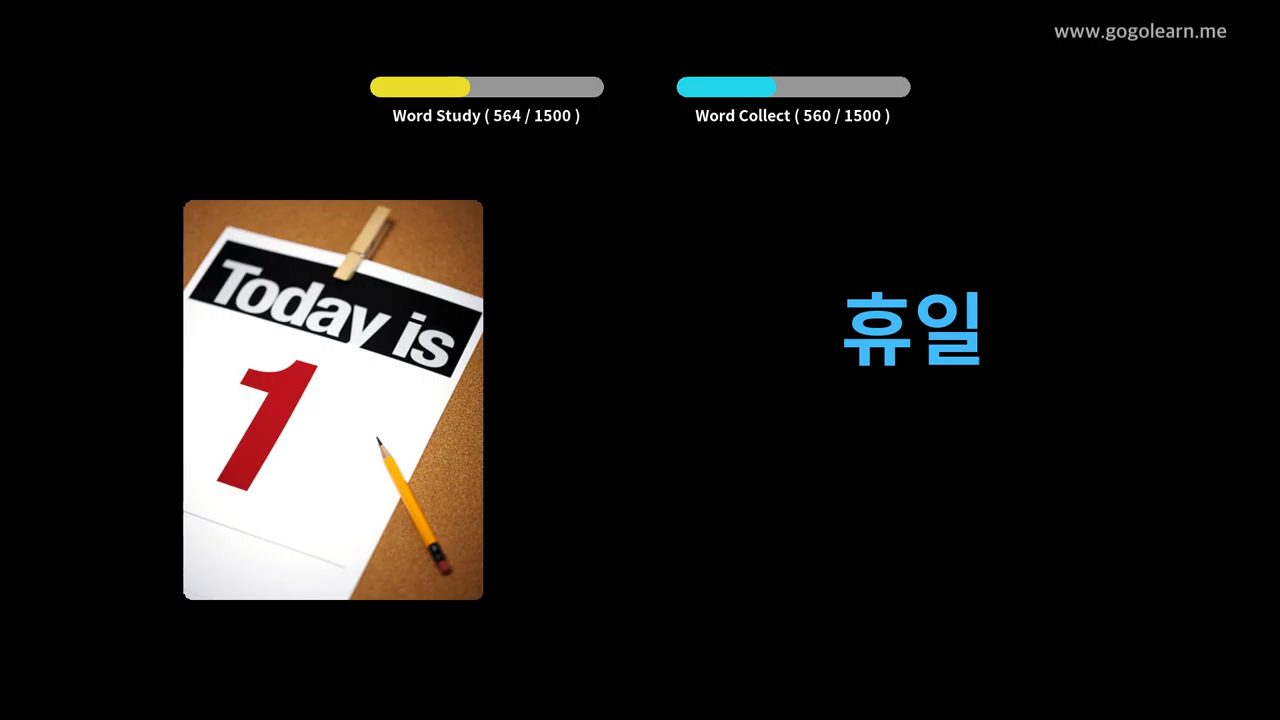 www.gogolearn.me
Word Study ( 564 / 1500 )
Word Collect ( 560 / 1500 )
Today is
1
휴일